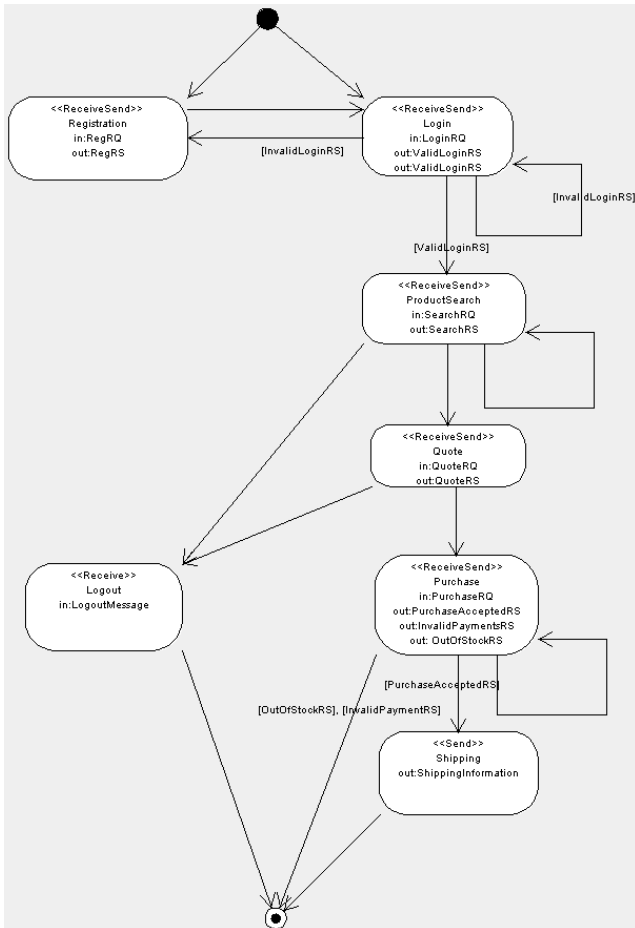 <<ReceiveSend>>
Registration
in:RegRQ
out:RegRS
<<ReceiveSend>>
Login
in:LoginRQ
out:ValidLoginRS
out:ValidLoginRS
[InvalidLoginRS]
[InvalidLoginRS]
[ValidLoginRS]
<<ReceiveSend>>
ProductSearch
in:SearchRQ
out:SearchRS
<<ReceiveSend>>
Quote
in:QuoteRQ
out:QuoteRS
<<Receive>>
Logout
in:LogoutMessage
<<ReceiveSend>>
Purchase
in:PurchaseRQ
out:PurchaseAcceptedRS
out:InvalidPaymentsRS
out: OutOfStockRS
[PurchaseAcceptedRS]
[OutOfStockRS], [InvalidPaymentRS]
<<Send>>
Shipping
out:ShippingInformation